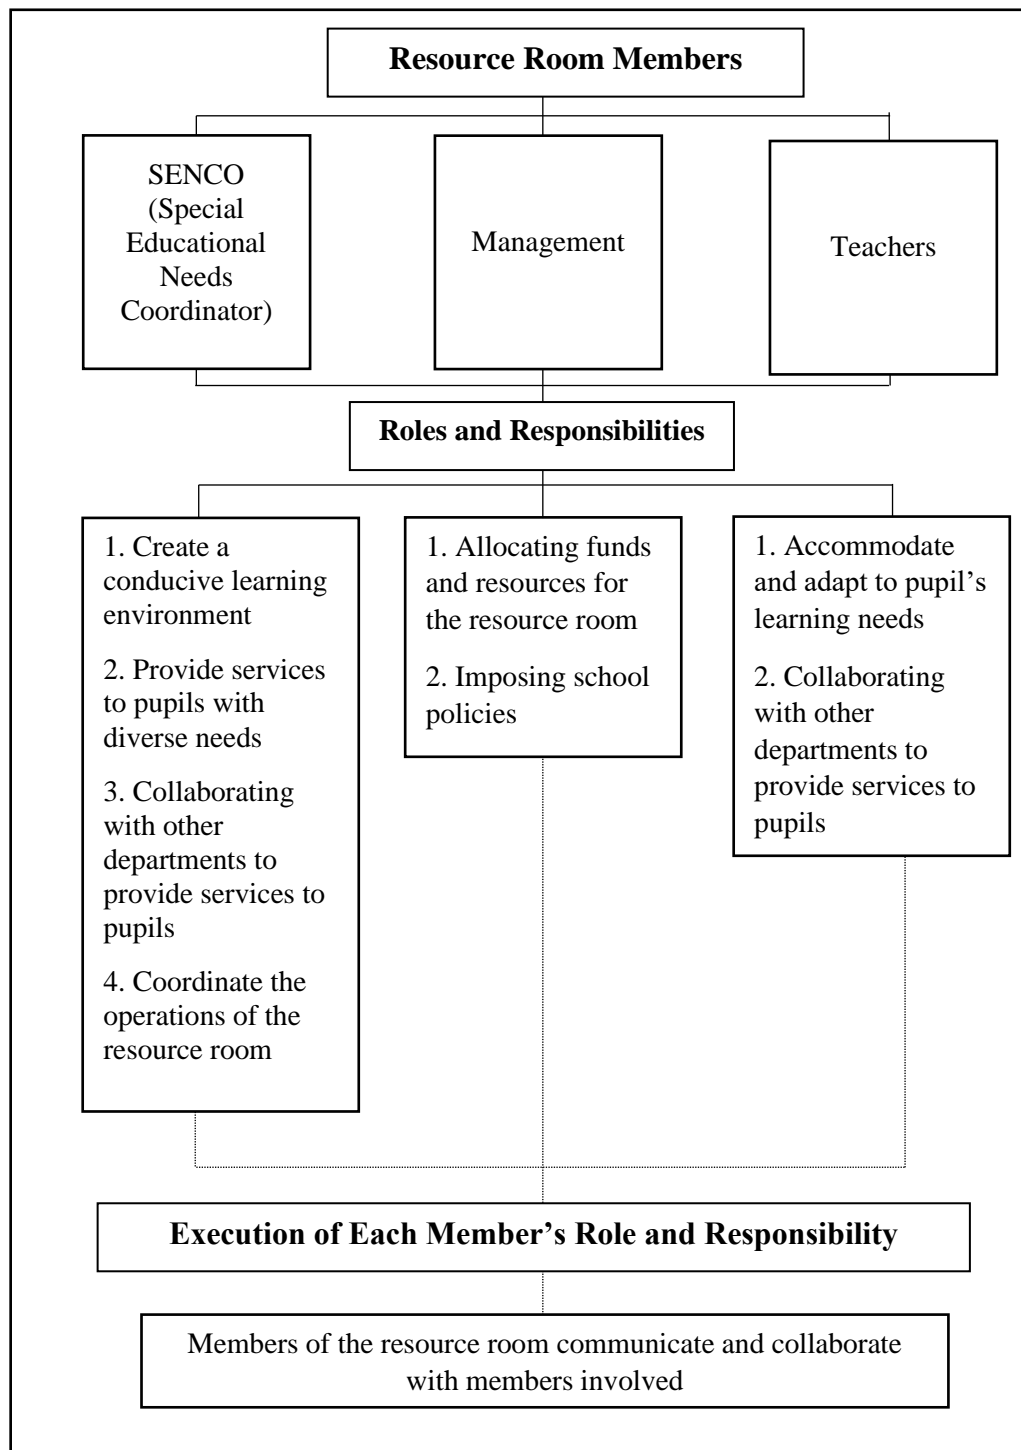 Resource Room Members
SENCO
(Special
Educational
Needs
Coordinator)
Management
Teachers
Roles and Responsibilities
1. Create a
conducive learning
environment
2. Provide services
to pupils with
diverse needs
3. Collaborating
with other
departments to
provide services to
pupils
4. Coordinate the
operations of the
resource room
1. Allocating funds
and resources for
the resource room
2. Imposing school
policies
1. Accommodate
and adapt to pupil’s
learning needs
2. Collaborating
with other
departments to
provide services to
pupils
Execution of Each Member’s Role and Responsibility
Members of the resource room communicate and collaborate
with members involved